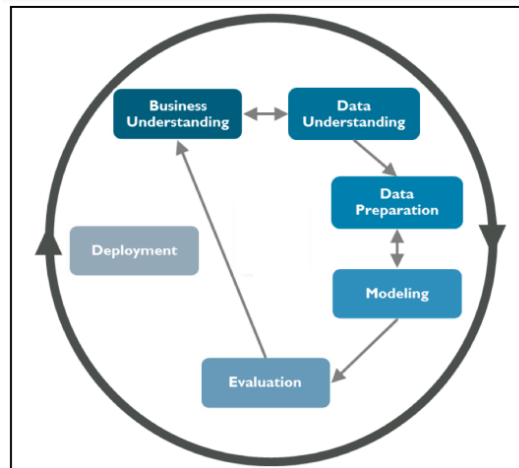 Business
Understanding
Data
Understanding
Data
Preparation
Deployment
Modeling
Evaluation